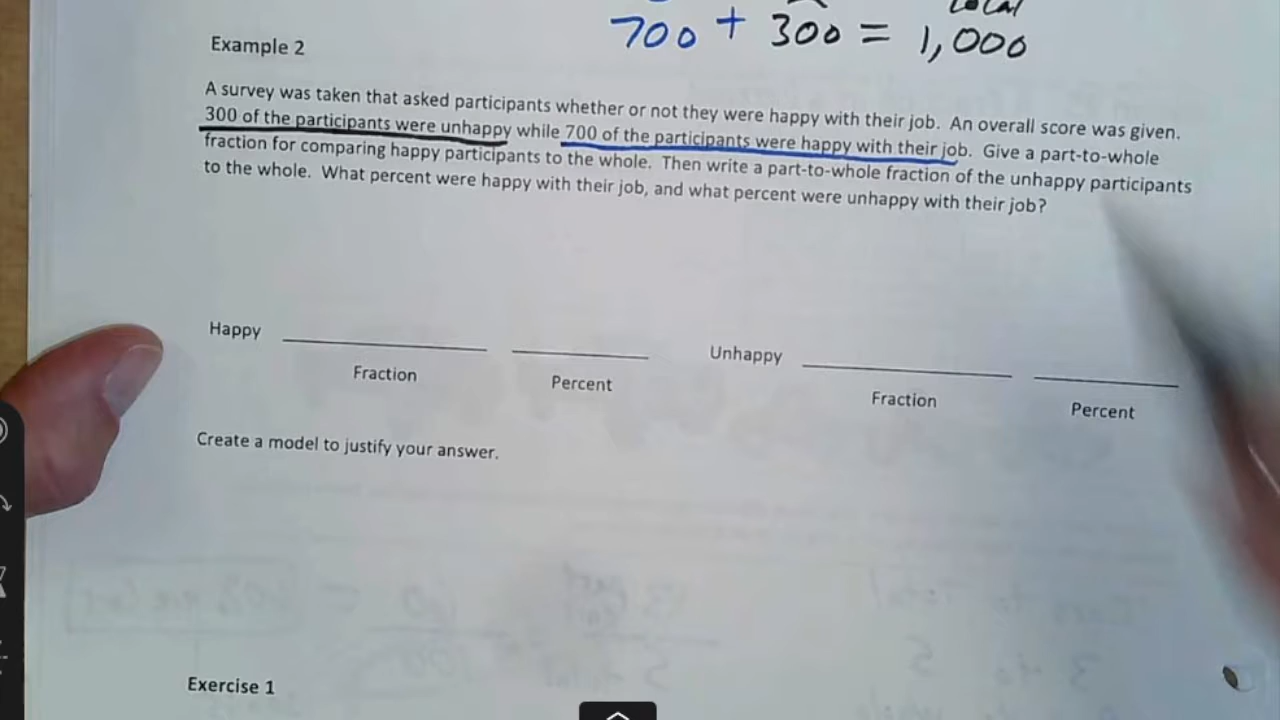 total
700 + 300 = 1,000
Example 2
A survey was taken that asked participants whether or not they were happy with their job. An overall score was given.
300 of the participants were unhappy while 700 of the participants were happy with their job. Give a part-to-whole
fraction for comparing happy participants to the whole. Then write a part-to-whole fraction of the unhappy participants
to the whole. What percent were happy with their job, and what percent were unhappy with their job?
Happy
Unhappy
Fraction
Percent
Fraction
Percent
Create a model to justify your answer.
Exercise 1